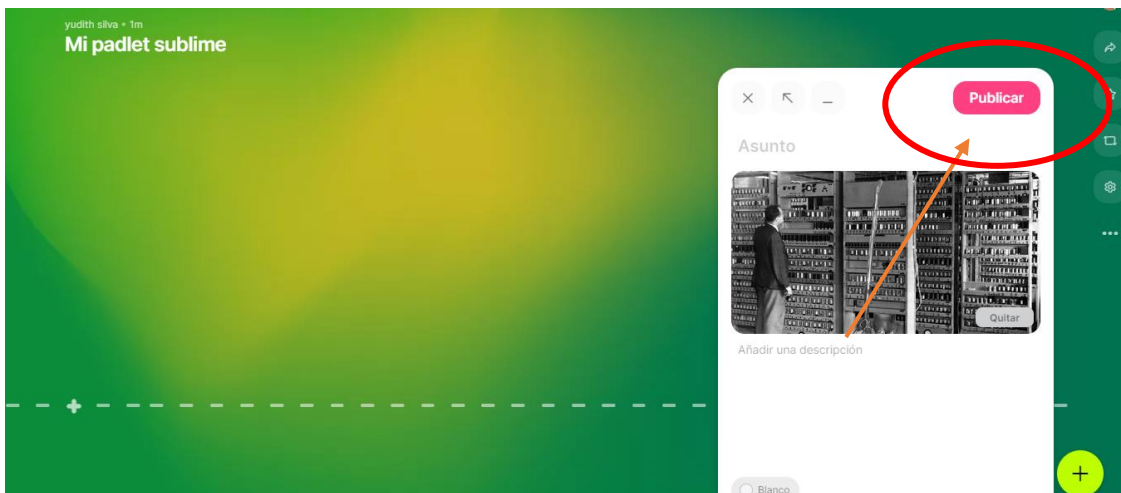 yudith silva • 1m
Mi padlet sublime
Publicar
Asunto
Quitar
Añadir una descripción
Blanco